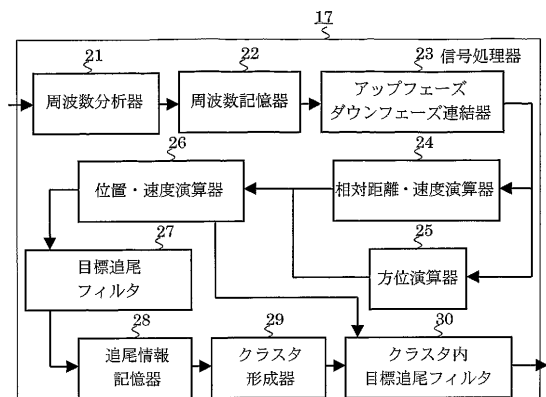 17
信号処理器
21
周波数分析器
22
周波数記憶器
23
アップフェーズ
ダウンフェーズ連結器
26
位置・速度演算器
24
相対距離・速度演算器
25
方位演算器
27
目標追尾
フィルタ
28
追尾情報
記憶器
29
クラスタ
形成器
30
クラスタ内
目標追尾フィルタ